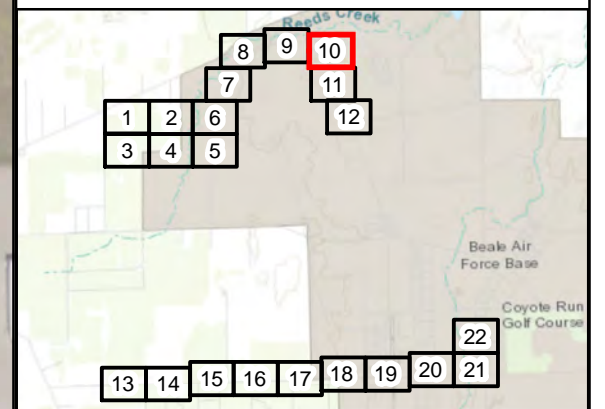 Reeds Creek
8 9 10
7 11
1 2 6 12
3 4 5
Beale Air
Force Base
Coyote Run
Golf Course
22
13 14 15 16 17 18 19 20 21